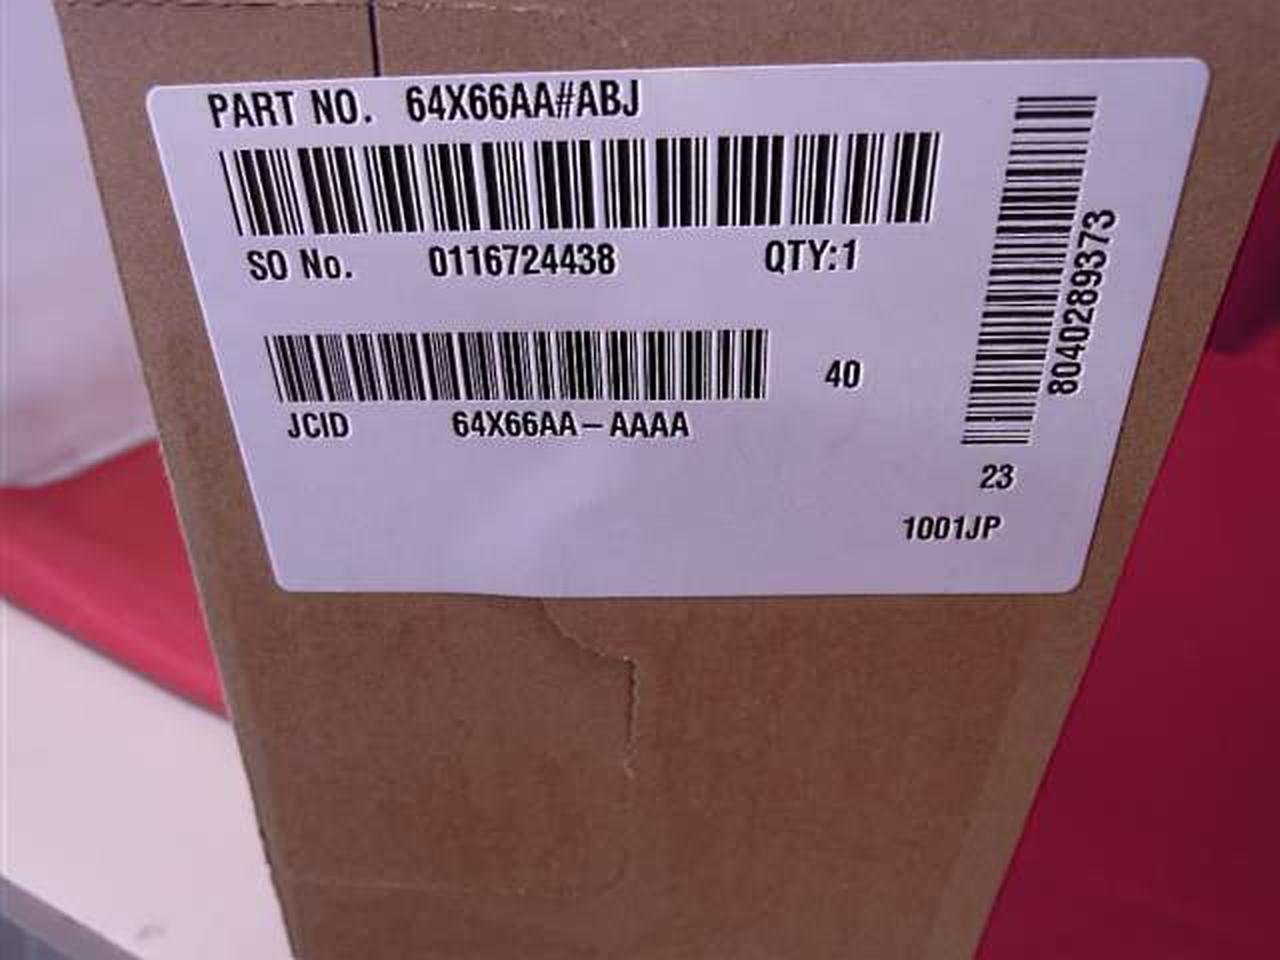 PART NO. 64X66AA#ABJ
SO No. 0116724438 QTY:1
40
JCID 64X66AA-AAAA
8040289373
23
1001JP